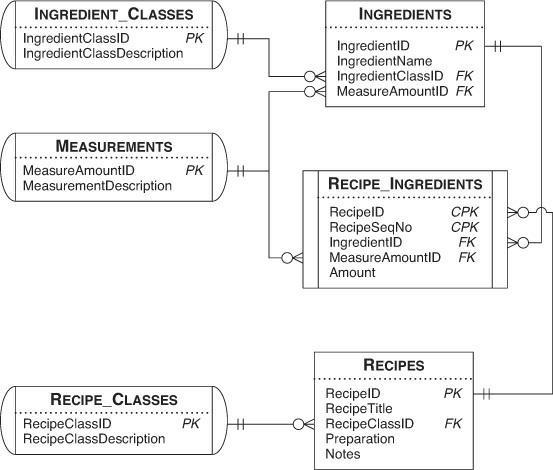 INGREDIENT_CLASSES
IngredientClassID PK
IngredientClassDescription
INGREDIENTS
IngredientID PK
IngredientName
IngredientClassID FK
MeasureAmountID FK
MEASUREMENTS
MeasureAmountID PK
MeasurementDescription
RECIPE_INGREDIENTS
RecipeID CPK
RecipeSeqNo CPK
IngredientID FK
MeasureAmountID FK
Amount
RECIPES
RecipeID PK
RecipeTitle
RecipeClassID FK
Preparation
Notes
RECIPE_CLASSES
RecipeClassID PK
RecipeClassDescription